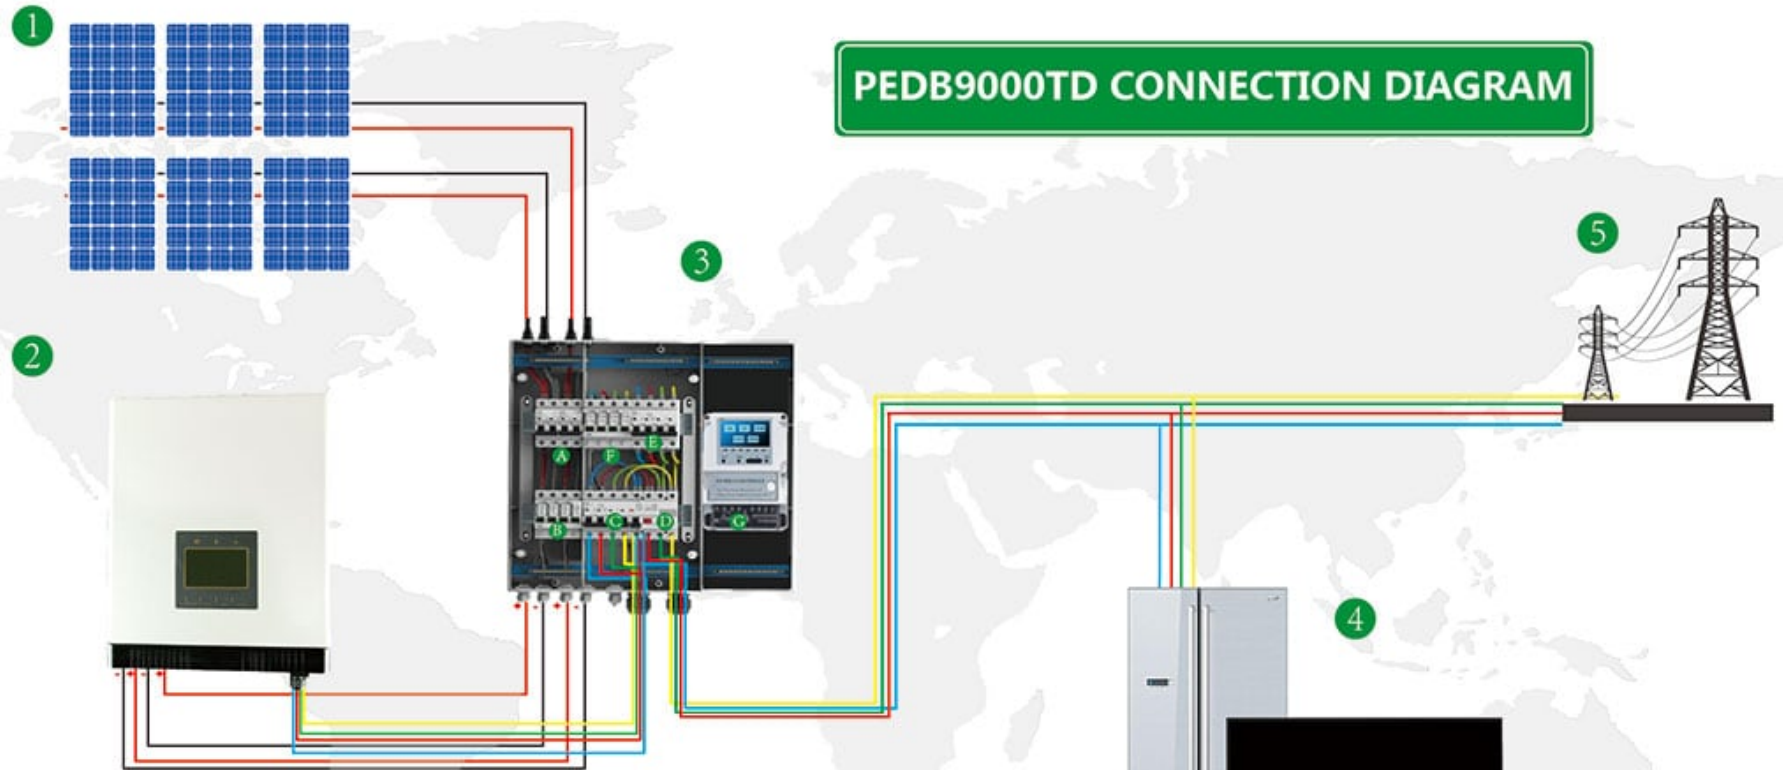 1
PEDB9000TD CONNECTION DIAGRAM
5
3
2
A
F
E
B
C
D
G
4
- + - +
+ - + -